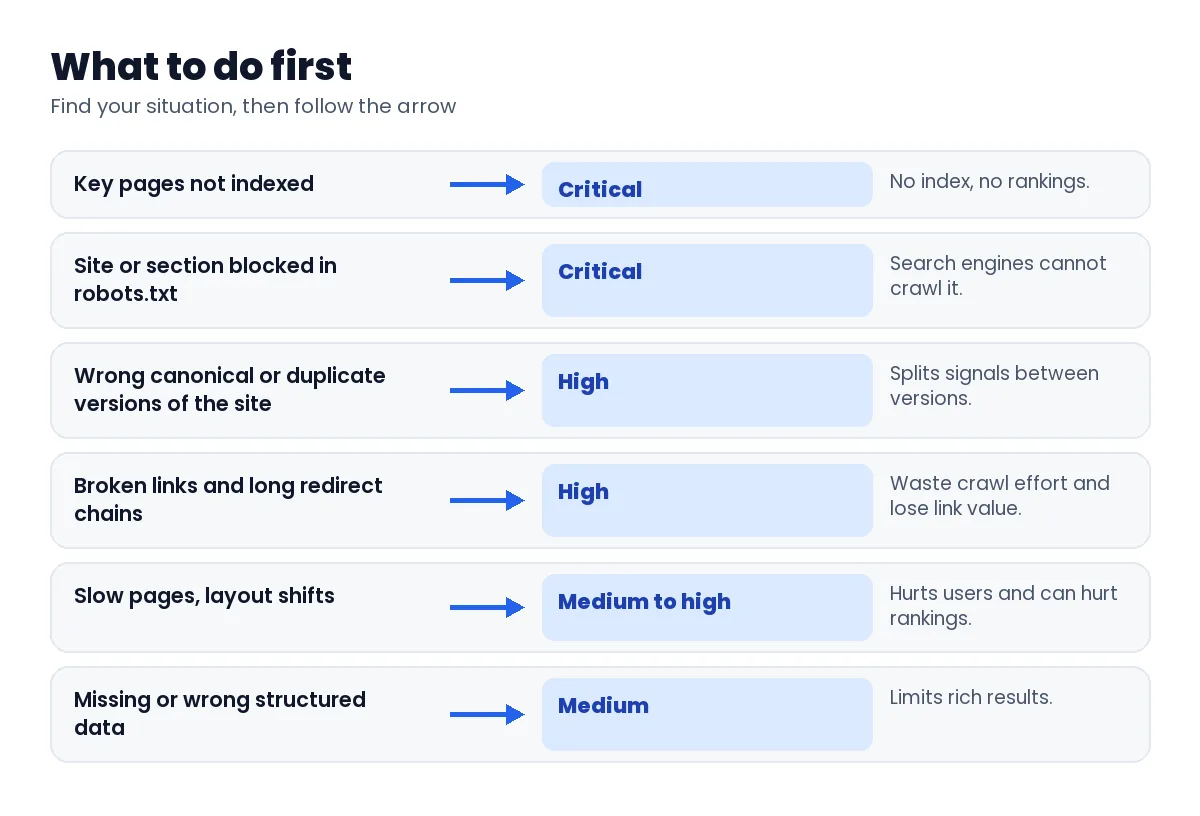 What to do first
Find your situation, then follow the arrow
Key pages not indexed
Critical
No index, no rankings.
Site or section blocked in
robots.txt
Critical
Search engines cannot
crawl it.
Wrong canonical or duplicate
versions of the site
High
Splits signals between
versions.
Broken links and long redirect
chains
High
Waste crawl effort and
lose link value.
Slow pages, layout shifts
Medium to high
Hurts users and can hurt
rankings.
Missing or wrong structured
data
Medium
Limits rich results.